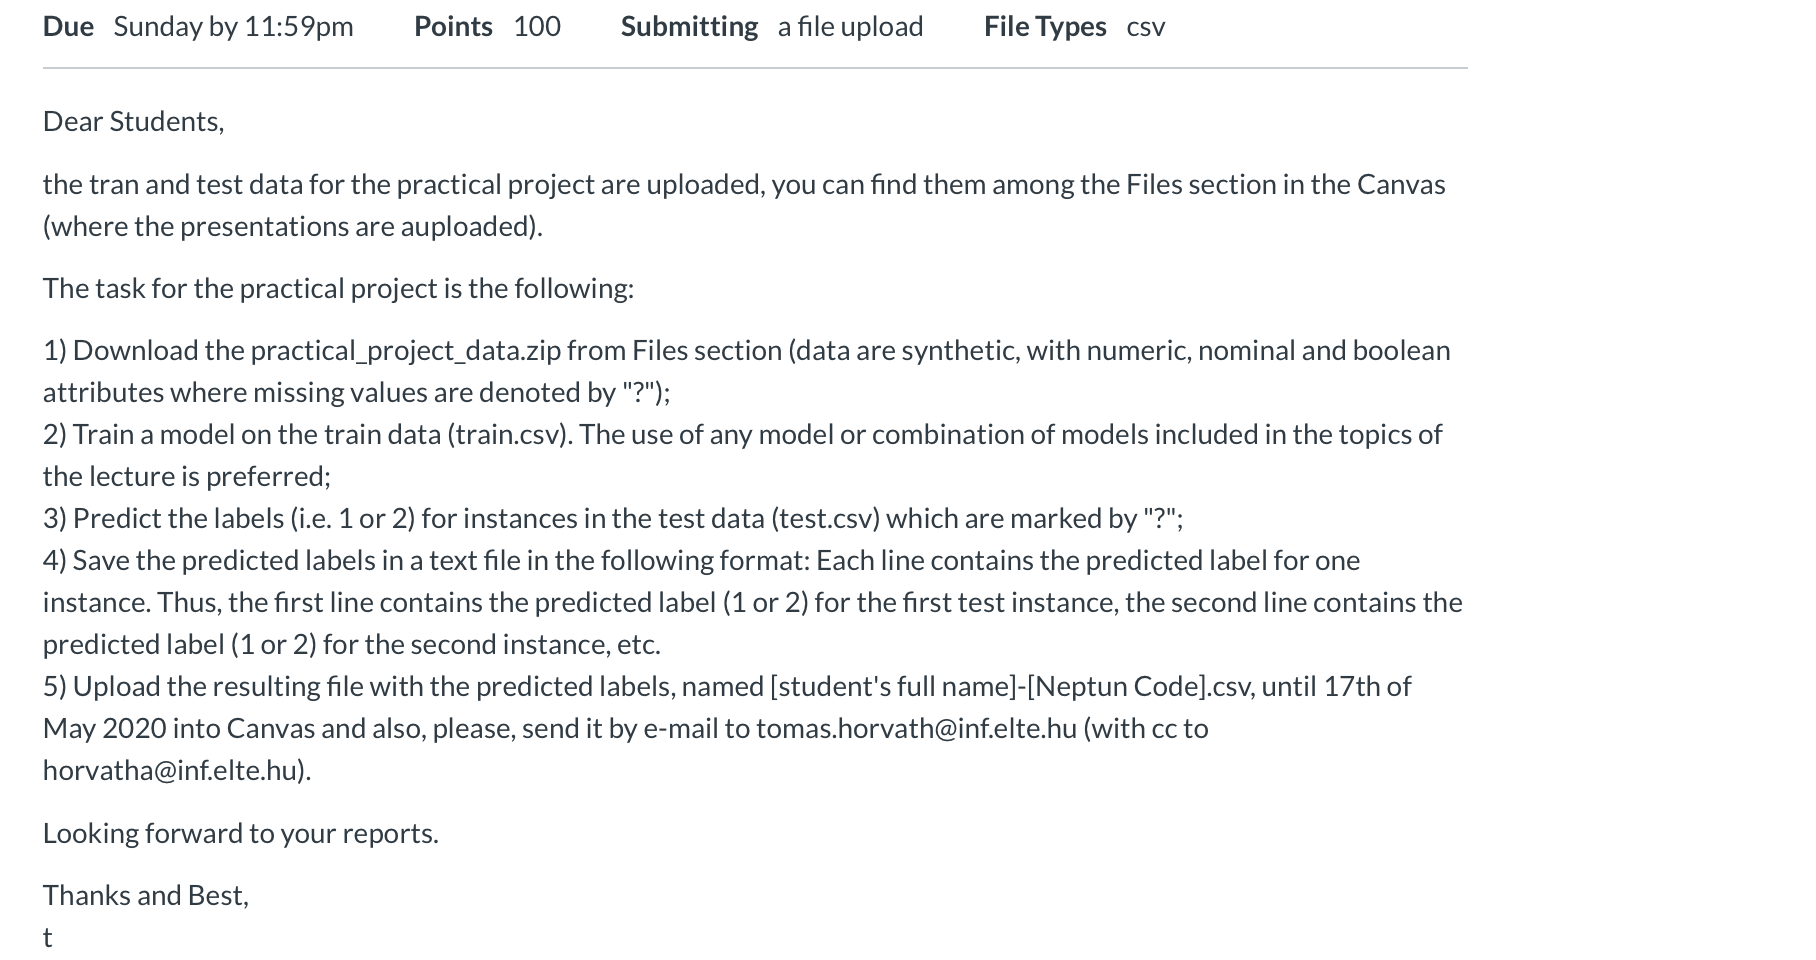 Due Sunday by 11:59pm Points 100 Submitting a file upload File Types csv
Dear Students,
the tran and test data for the practical project are uploaded, you can find them among the Files section in the Canvas
(where the presentations are auploaded).
The task for the practical project is the following:
1) Download the practical_project_data.zip from Files section (data are synthetic, with numeric, nominal and boolean
attributes where missing values are denoted by "?");
2) Train a model on the train data (train.csv). The use of any model or combination of models included in the topics of
the lecture is preferred;
3) Predict the labels (i.e. 1 or 2) for instances in the test data (test.csv) which are marked by "?";
4) Save the predicted labels in a text file in the following format: Each line contains the predicted label for one
instance. Thus, the first line contains the predicted label (1 or 2) for the first test instance, the second line contains the
predicted label (1 or 2) for the second instance, etc.
5) Upload the resulting file with the predicted labels, named [student's full name]-[Neptun Code].csv, until 17th of
May 2020 into Canvas and also, please, send it by e-mail to tomas.horvath@inf.elte.hu (with cc to
horvatha@inf.elte.hu).
Looking forward to your reports.
Thanks and Best,
t